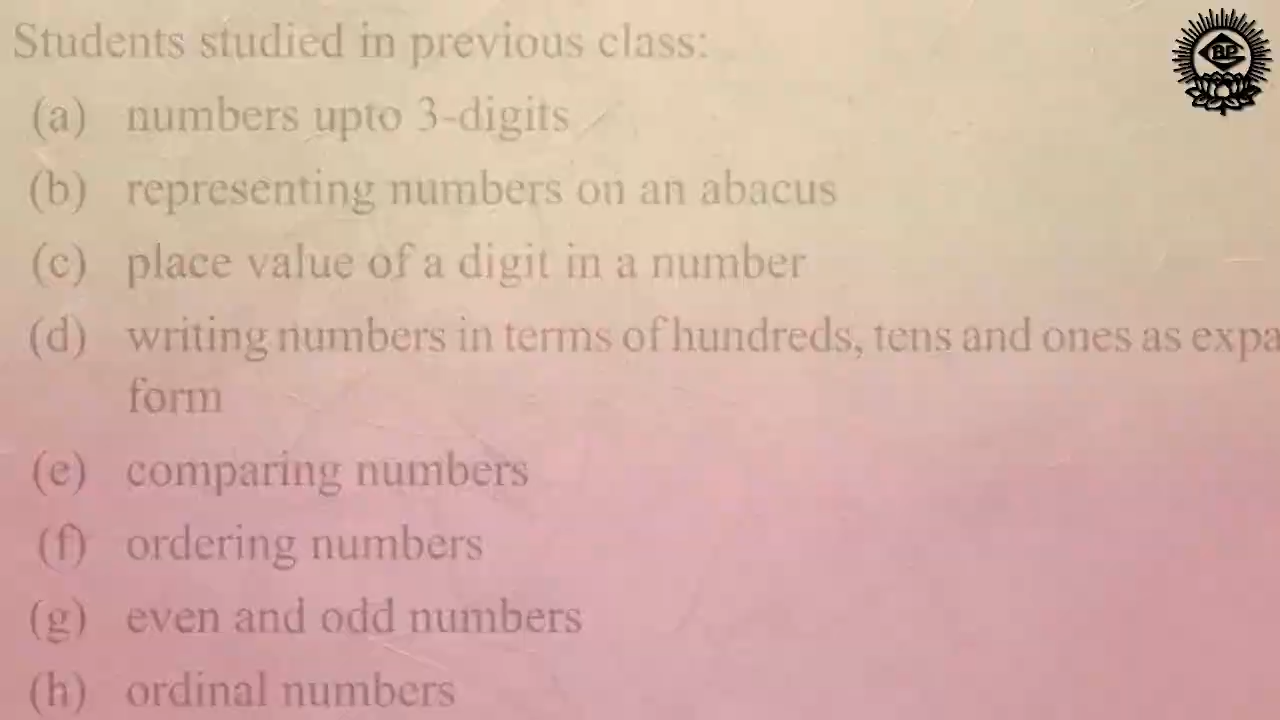 Students studied in previous class:
(a) numbers upto 3-digits
(b) representing numbers on an abacus
(c) place value of a digit in a number
(d) writing numbers in terms of hundreds, tens and ones as expa
form
(e) comparing numbers
(f) ordering numbers
(g) even and odd numbers
(h) ordinal numbers
BP